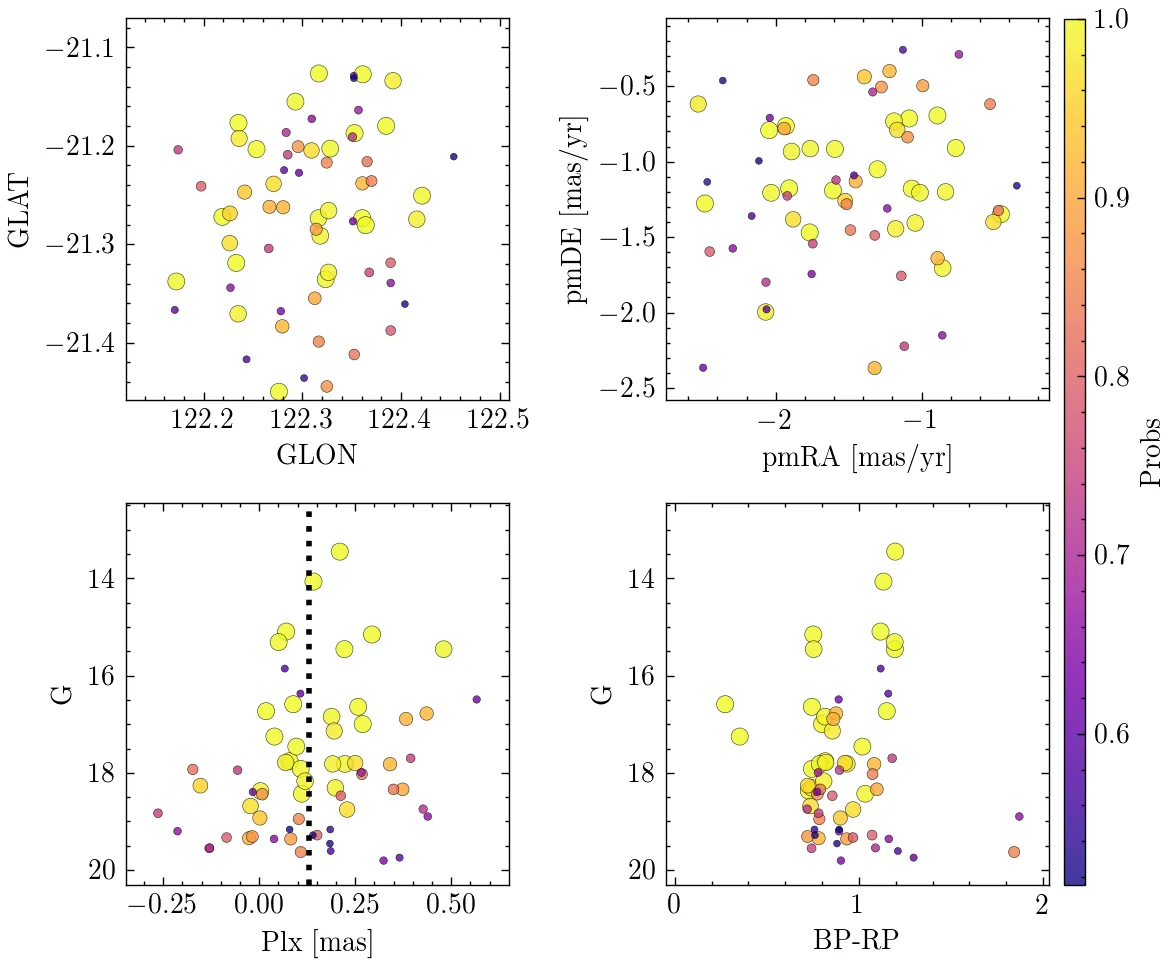 −21.1
−21.2
−21.3
−21.4
GLAT
122.2 122.3 122.4 122.5
GLON
−0.5
−1.0
−1.5
−2.0
−2.5
pmDE [mas/yr]
−2 −1
pmRA [mas/yr]
14
16
18
20
G
−0.25 0.00 0.25 0.50
Plx [mas]
14
16
18
20
G
0 1 2
BP-RP
1.0
0.9
0.8
0.7
0.6
Probs